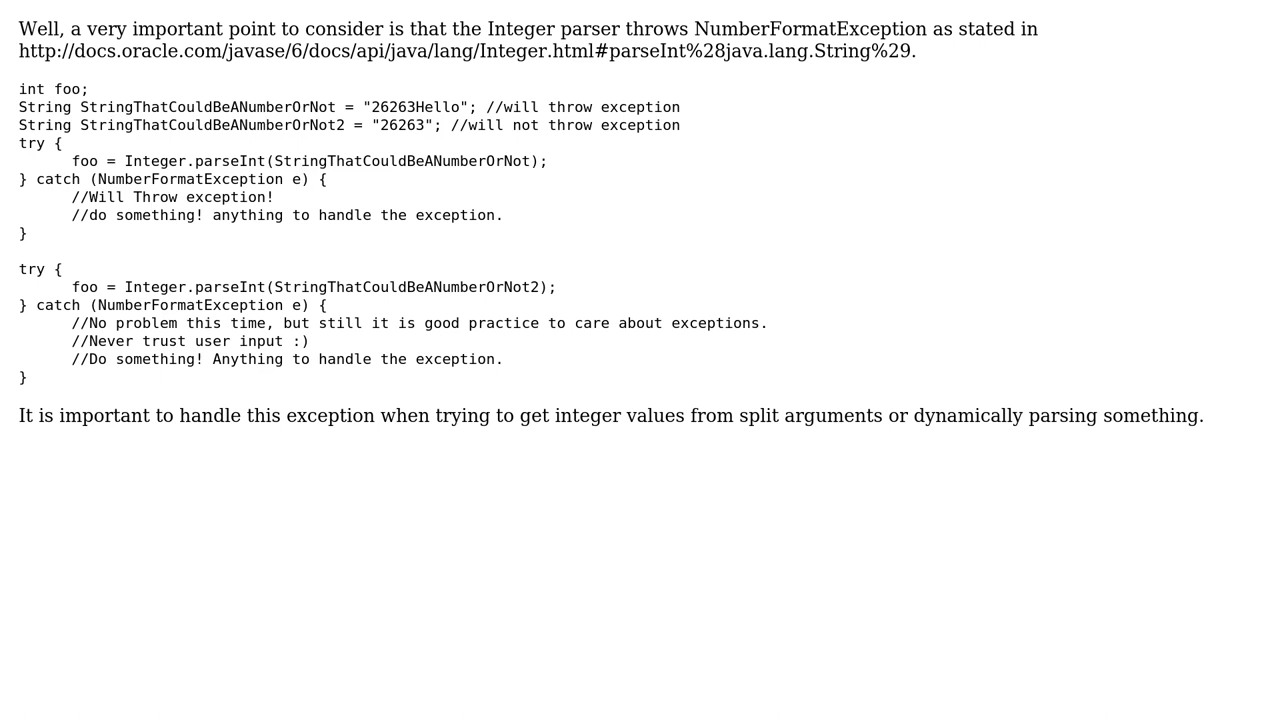 Well, a very important point to consider is that the Integer parser throws NumberFormatException as stated in
http://docs.oracle.com/javase/6/docs/api/java/lang/Integer.html#parseInt%28java.lang.String%29.
int foo;
String StringThatCouldBeANumberOrNot = "26263Hello"; //will throw exception
String StringThatCouldBeANumberOrNot2 = "26263"; //will not throw exception
try {
      foo = Integer.parseInt(StringThatCouldBeANumberOrNot);
} catch (NumberFormatException e) {
      //Will Throw exception!
      //do something! anything to handle the exception.
}

try {
      foo = Integer.parseInt(StringThatCouldBeANumberOrNot2);
} catch (NumberFormatException e) {
      //No problem this time, but still it is good practice to care about exceptions.
      //Never trust user input :)
      //Do something! Anything to handle the exception.
}
It is important to handle this exception when trying to get integer values from split arguments or dynamically parsing something.